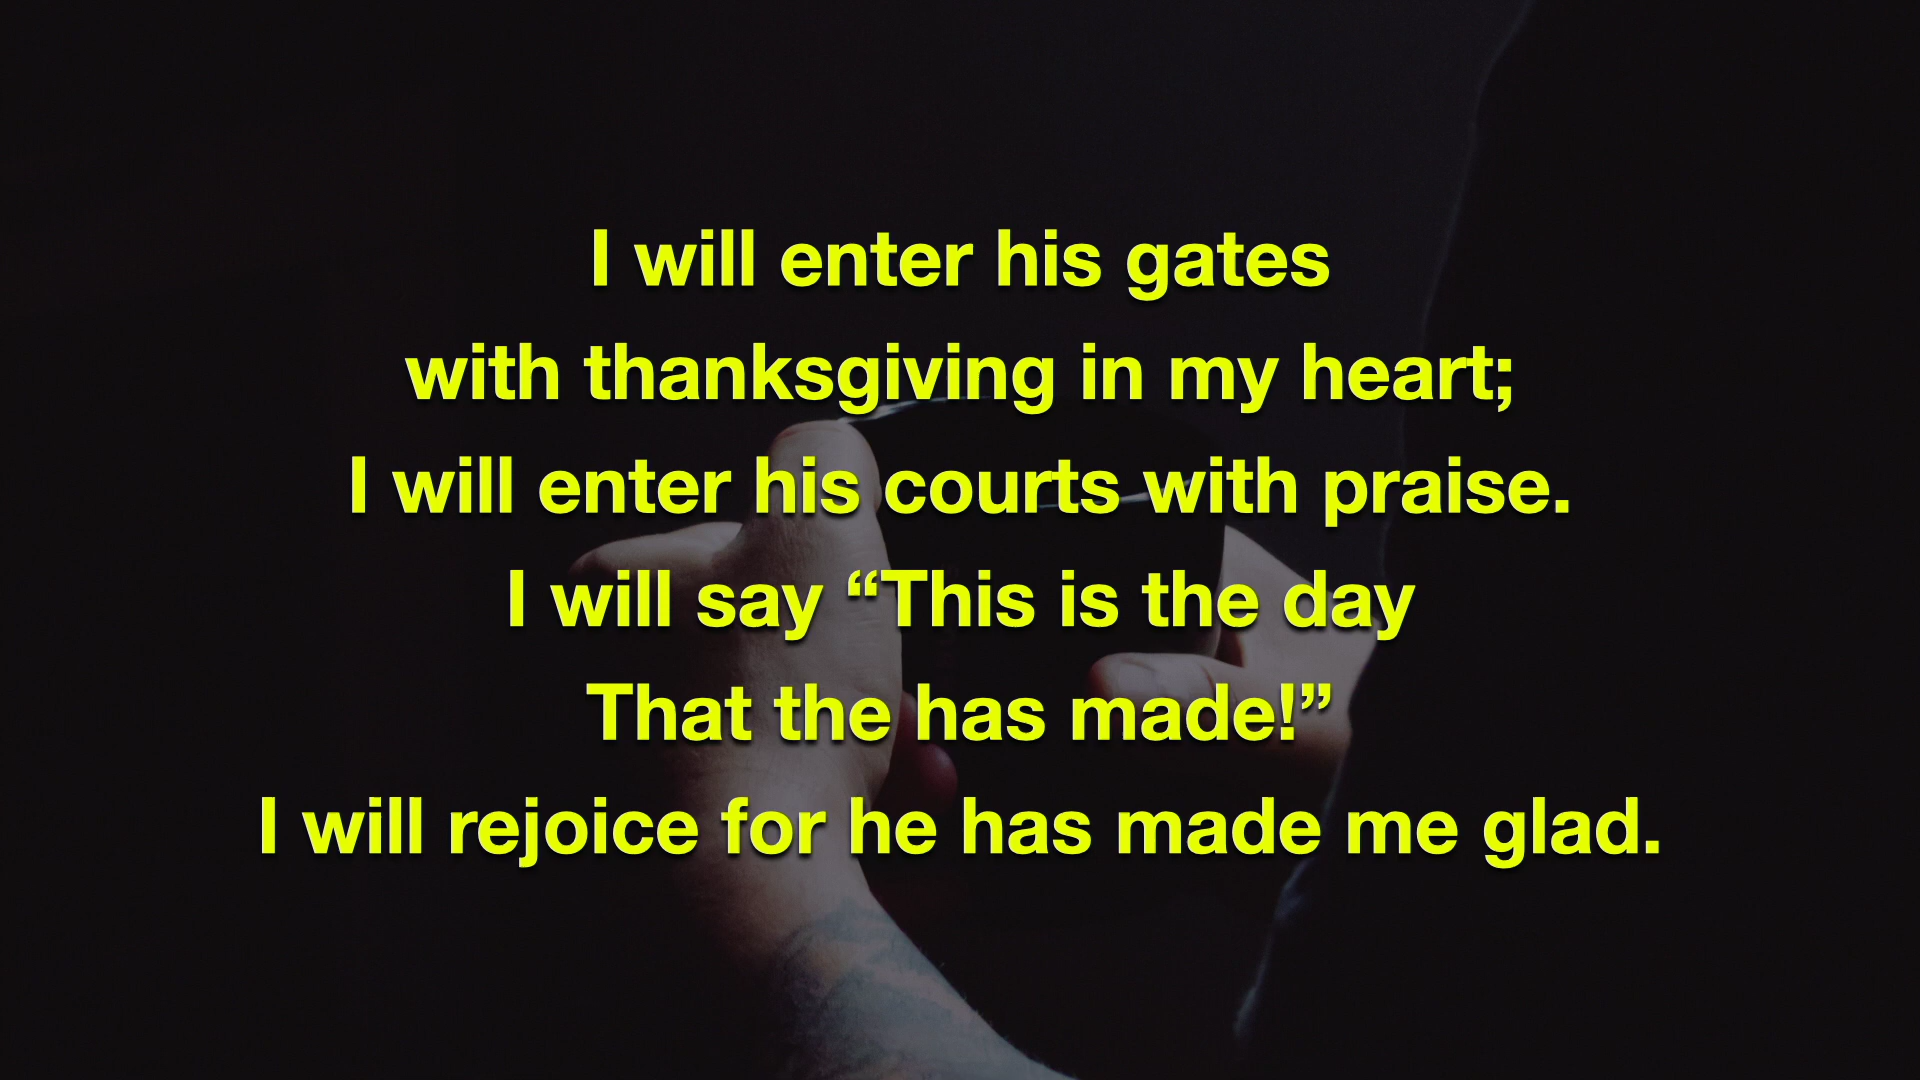 I will enter his gates
with thanksgiving in my heart;
I will enter his courts with praise.
I will say “This is the day
That the has made!”
I will rejoice for he has made me glad.